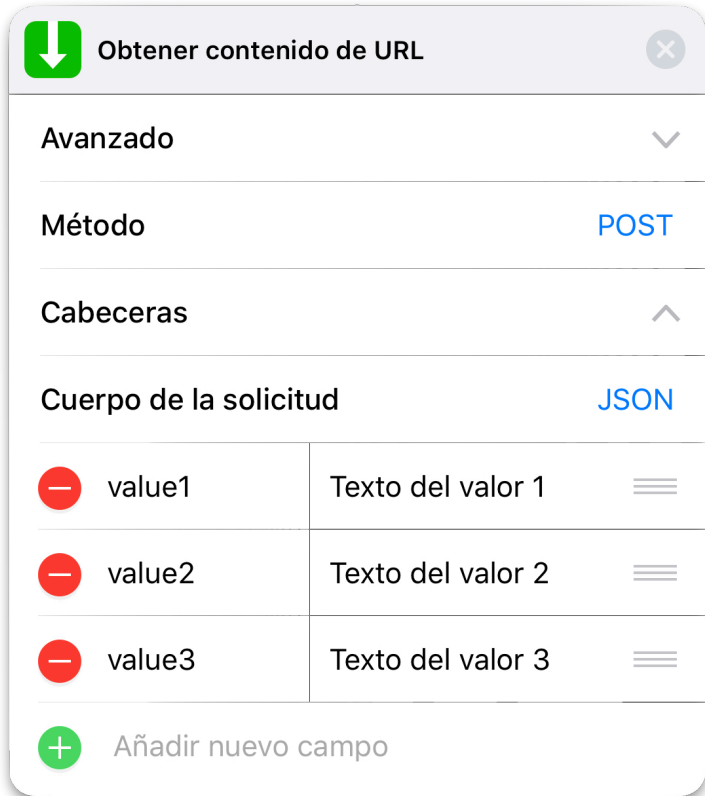 Obtener contenido de URL
Avanzado
Método POST
Cabeceras
Cuerpo de la solicitud JSON
value1 Texto del valor 1
value2 Texto del valor 2
value3 Texto del valor 3
Añadir nuevo campo